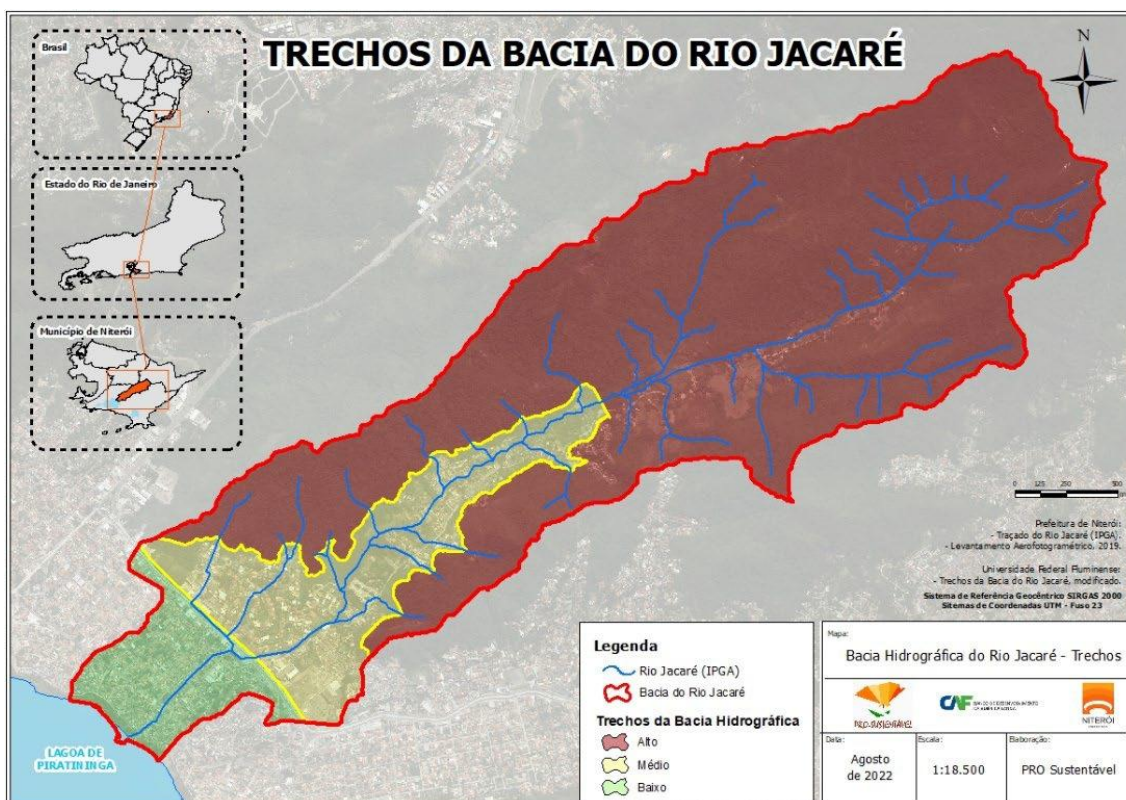 TRECHOS DA BACIA DO RIO JACARÉ
Brasil
Estado do Rio de Janeiro
Município de Niterói
N
0 125 250 500
Prefeitura de Niterói:
- Traçado do Rio Jacaré (IPGA).
- Levantamento Aerofotogramétrico. 2019.
Universidade Federal Fluminense:
- Trechos da Bacia do Rio Jacaré, modificado.
Sistema de Referência Geocêntrico SIRGAS 2000
Sitemas de Coordenadas UTM - Fuso 23
LAGOA DE
PIRATININGA
Legenda
Rio Jacaré (IPGA)
Bacia do Rio Jacaré
Trechos da Bacia Hidrográfica
Alto
Médio
Baixo
Mapa:
Bacia Hidrográfica do Rio Jacaré - Trechos
PRO-SUSTENTÁVEL
CAF
NITERÓI
Data:
Agosto
de 2022
Escala:
1:18.500
Elaboração:
PRO Sustentável